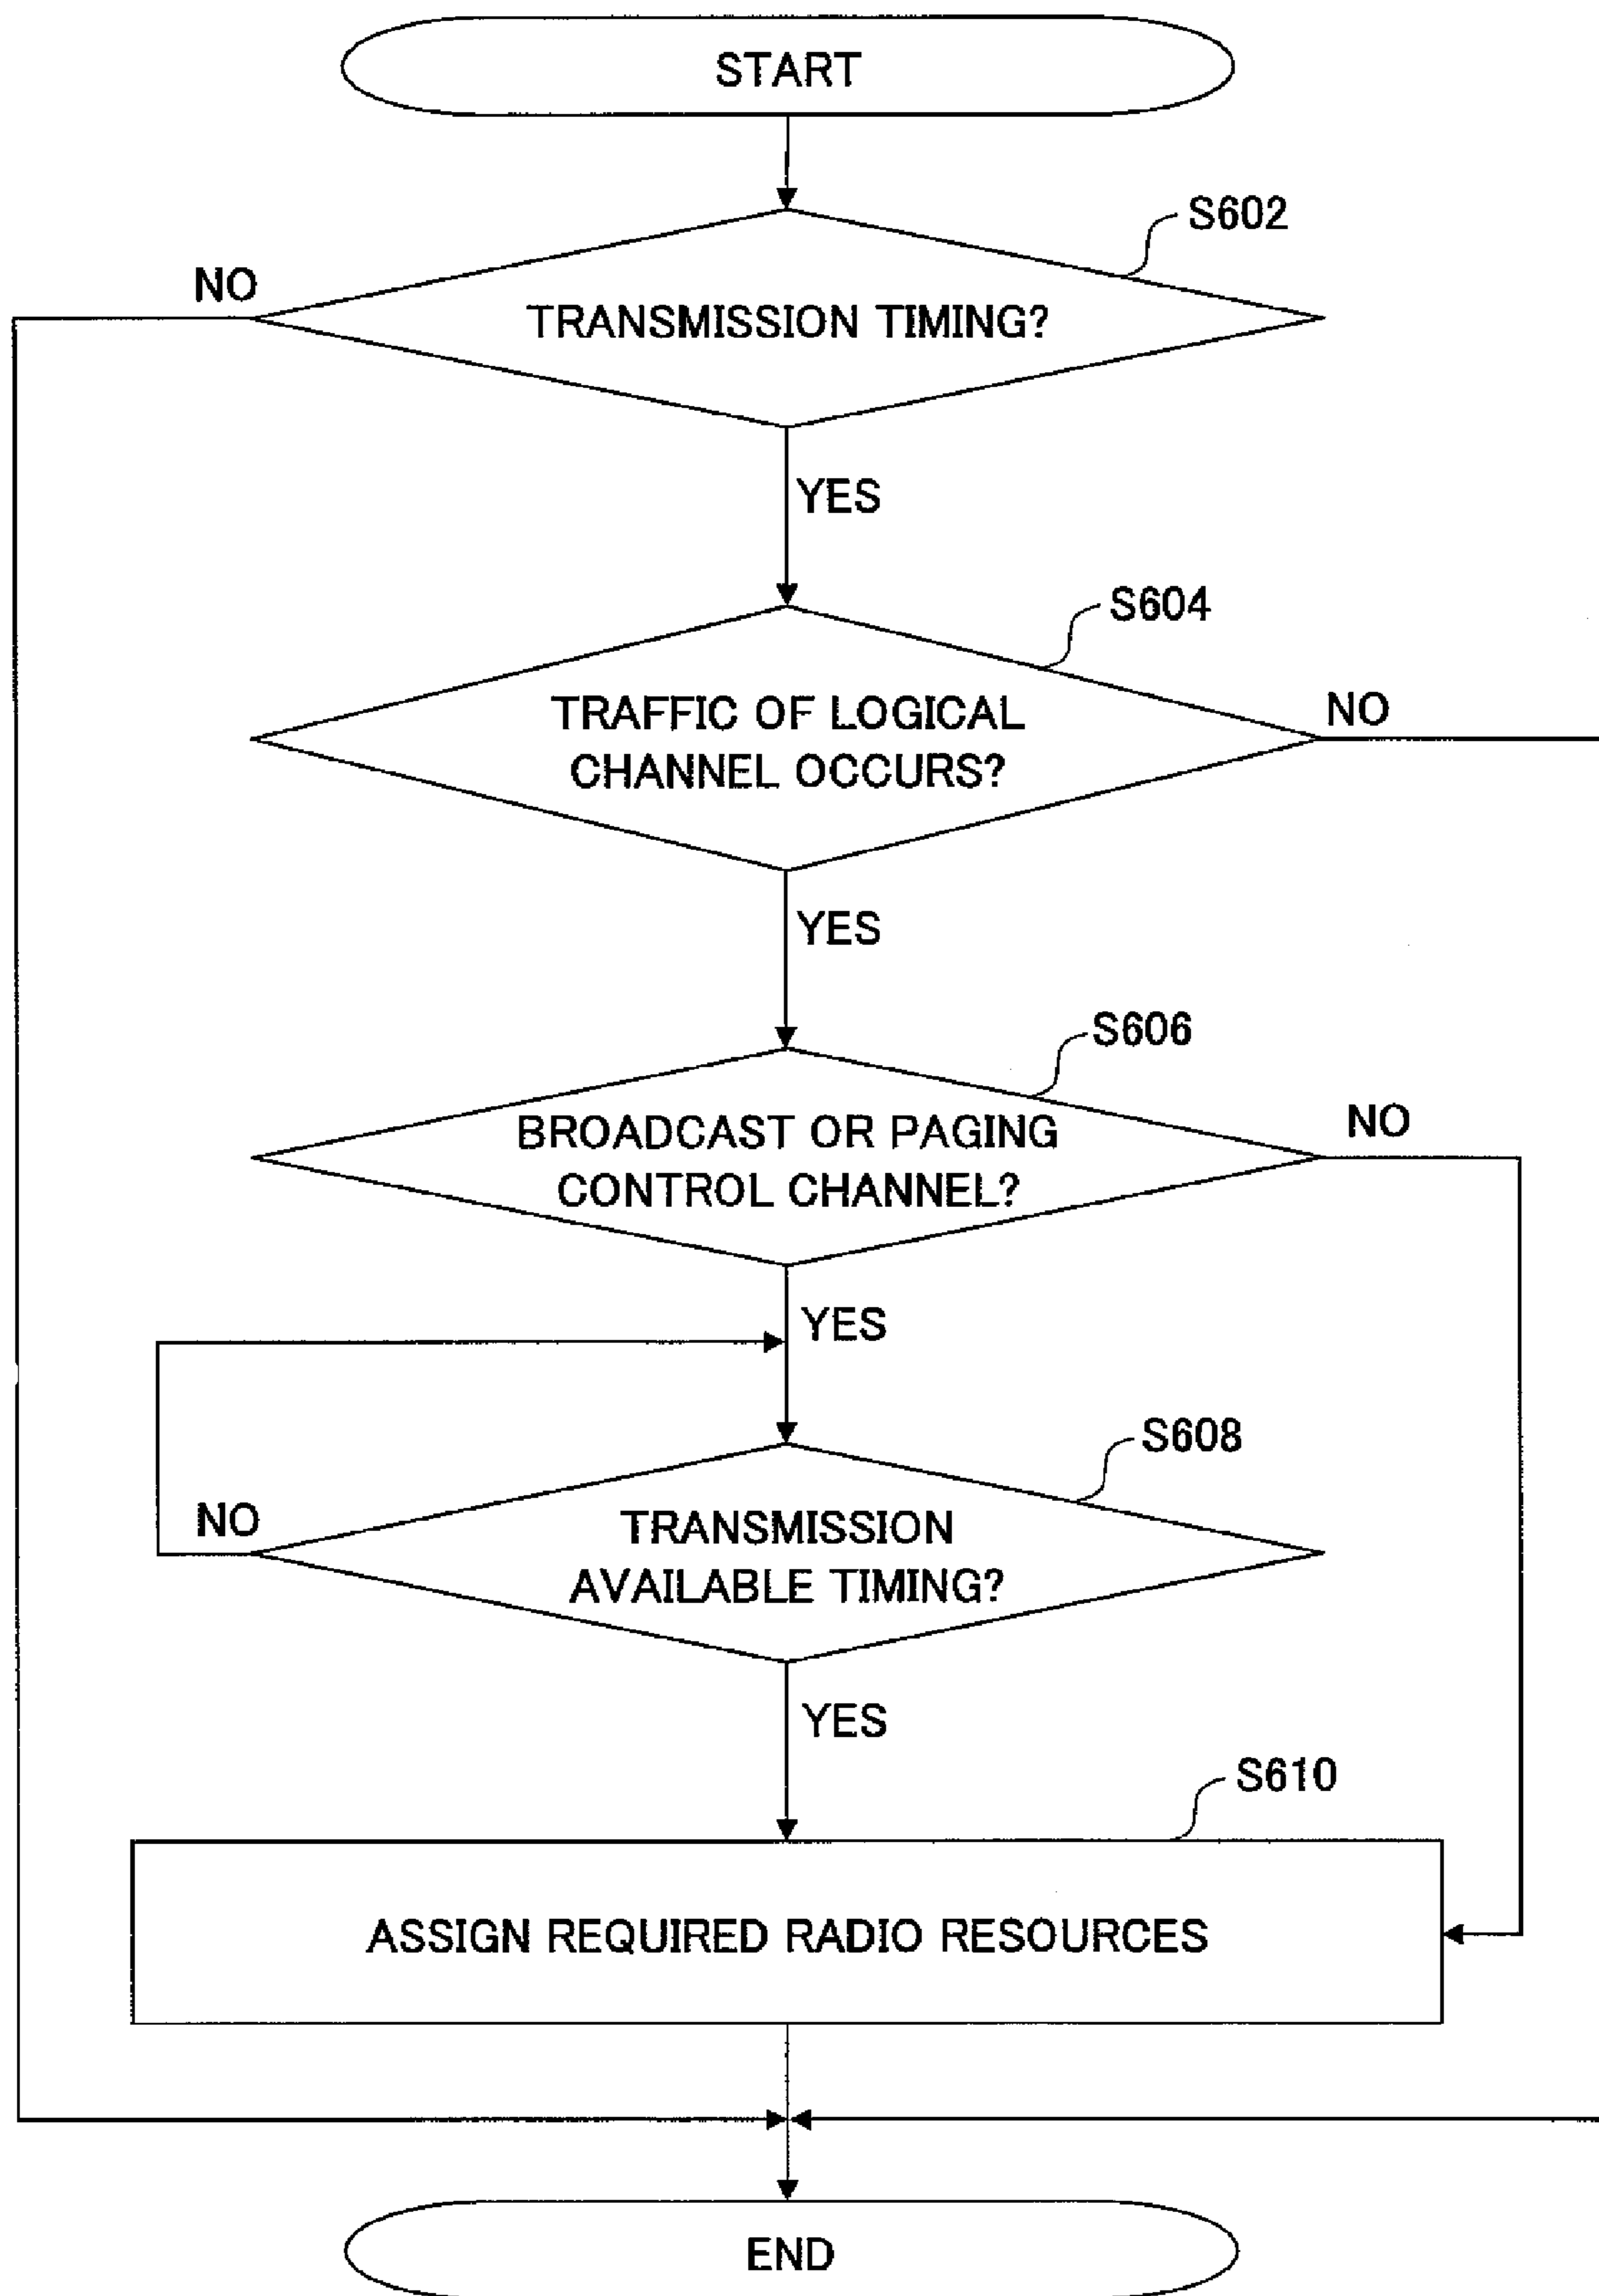 START
S602
NO
TRANSMISSION TIMING?
YES
S604
NO
TRAFFIC OF LOGICAL
CHANNEL OCCURS?
YES
S606
NO
BROADCAST OR PAGING
CONTROL CHANNEL?
YES
S608
NO
TRANSMISSION
AVAILABLE TIMING?
YES
S610
ASSIGN REQUIRED RADIO RESOURCES
END